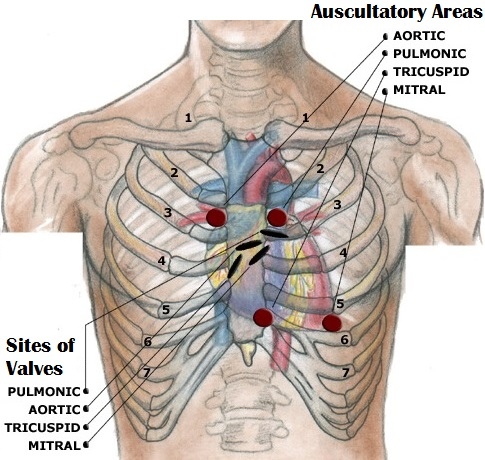 Auscultatory Areas
AORTIC
PULMONIC
TRICUSPID
MITRAL
1 1
2 2
3 3
4 4
5 5
6 6
7 7
Sites of
Valves
PULMONIC
AORTIC
TRICUSPID
MITRAL